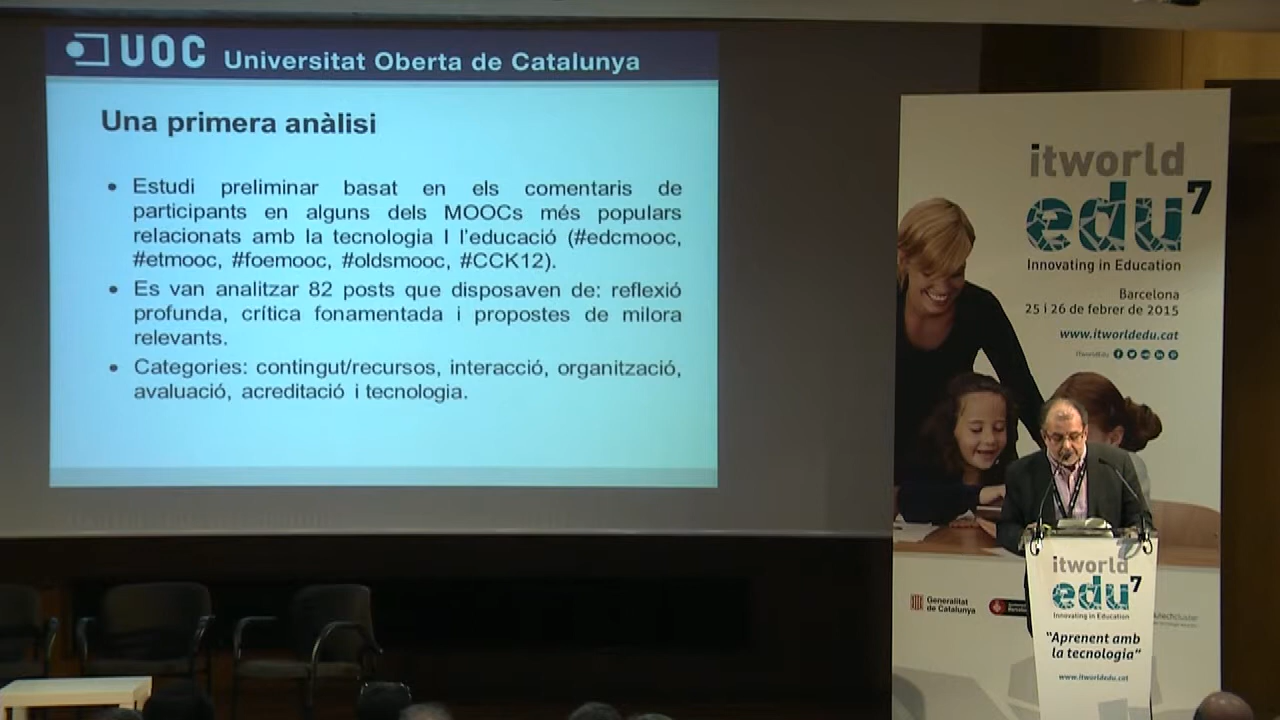 UOC Universitat Oberta de Catalunya
Una primera anàlisi
• Estudi preliminar basat en els comentaris de
participants en alguns dels MOOCs més populars
relacionats amb la tecnologia I l'educació (#edcmooc,
#etmooc, #foemooc, #oldsmooc, #CCK12).
• Es van analitzar 82 posts que disposaven de: reflexió
profunda, crítica fonamentada i propostes de milora
relevants.
• Categories: contingut/recursos, interacció, organització,
avaluació, acreditació i tecnologia.
itworld
edu7
Innovating in Education
Barcelona
25 i 26 de febrer de 2015
www.itworldedu.cat
Generalitat
de Catalunya
itworld
edu7
Innovating in Education
"Aprenent amb
la tecnologia"
www.itworldedu.cat